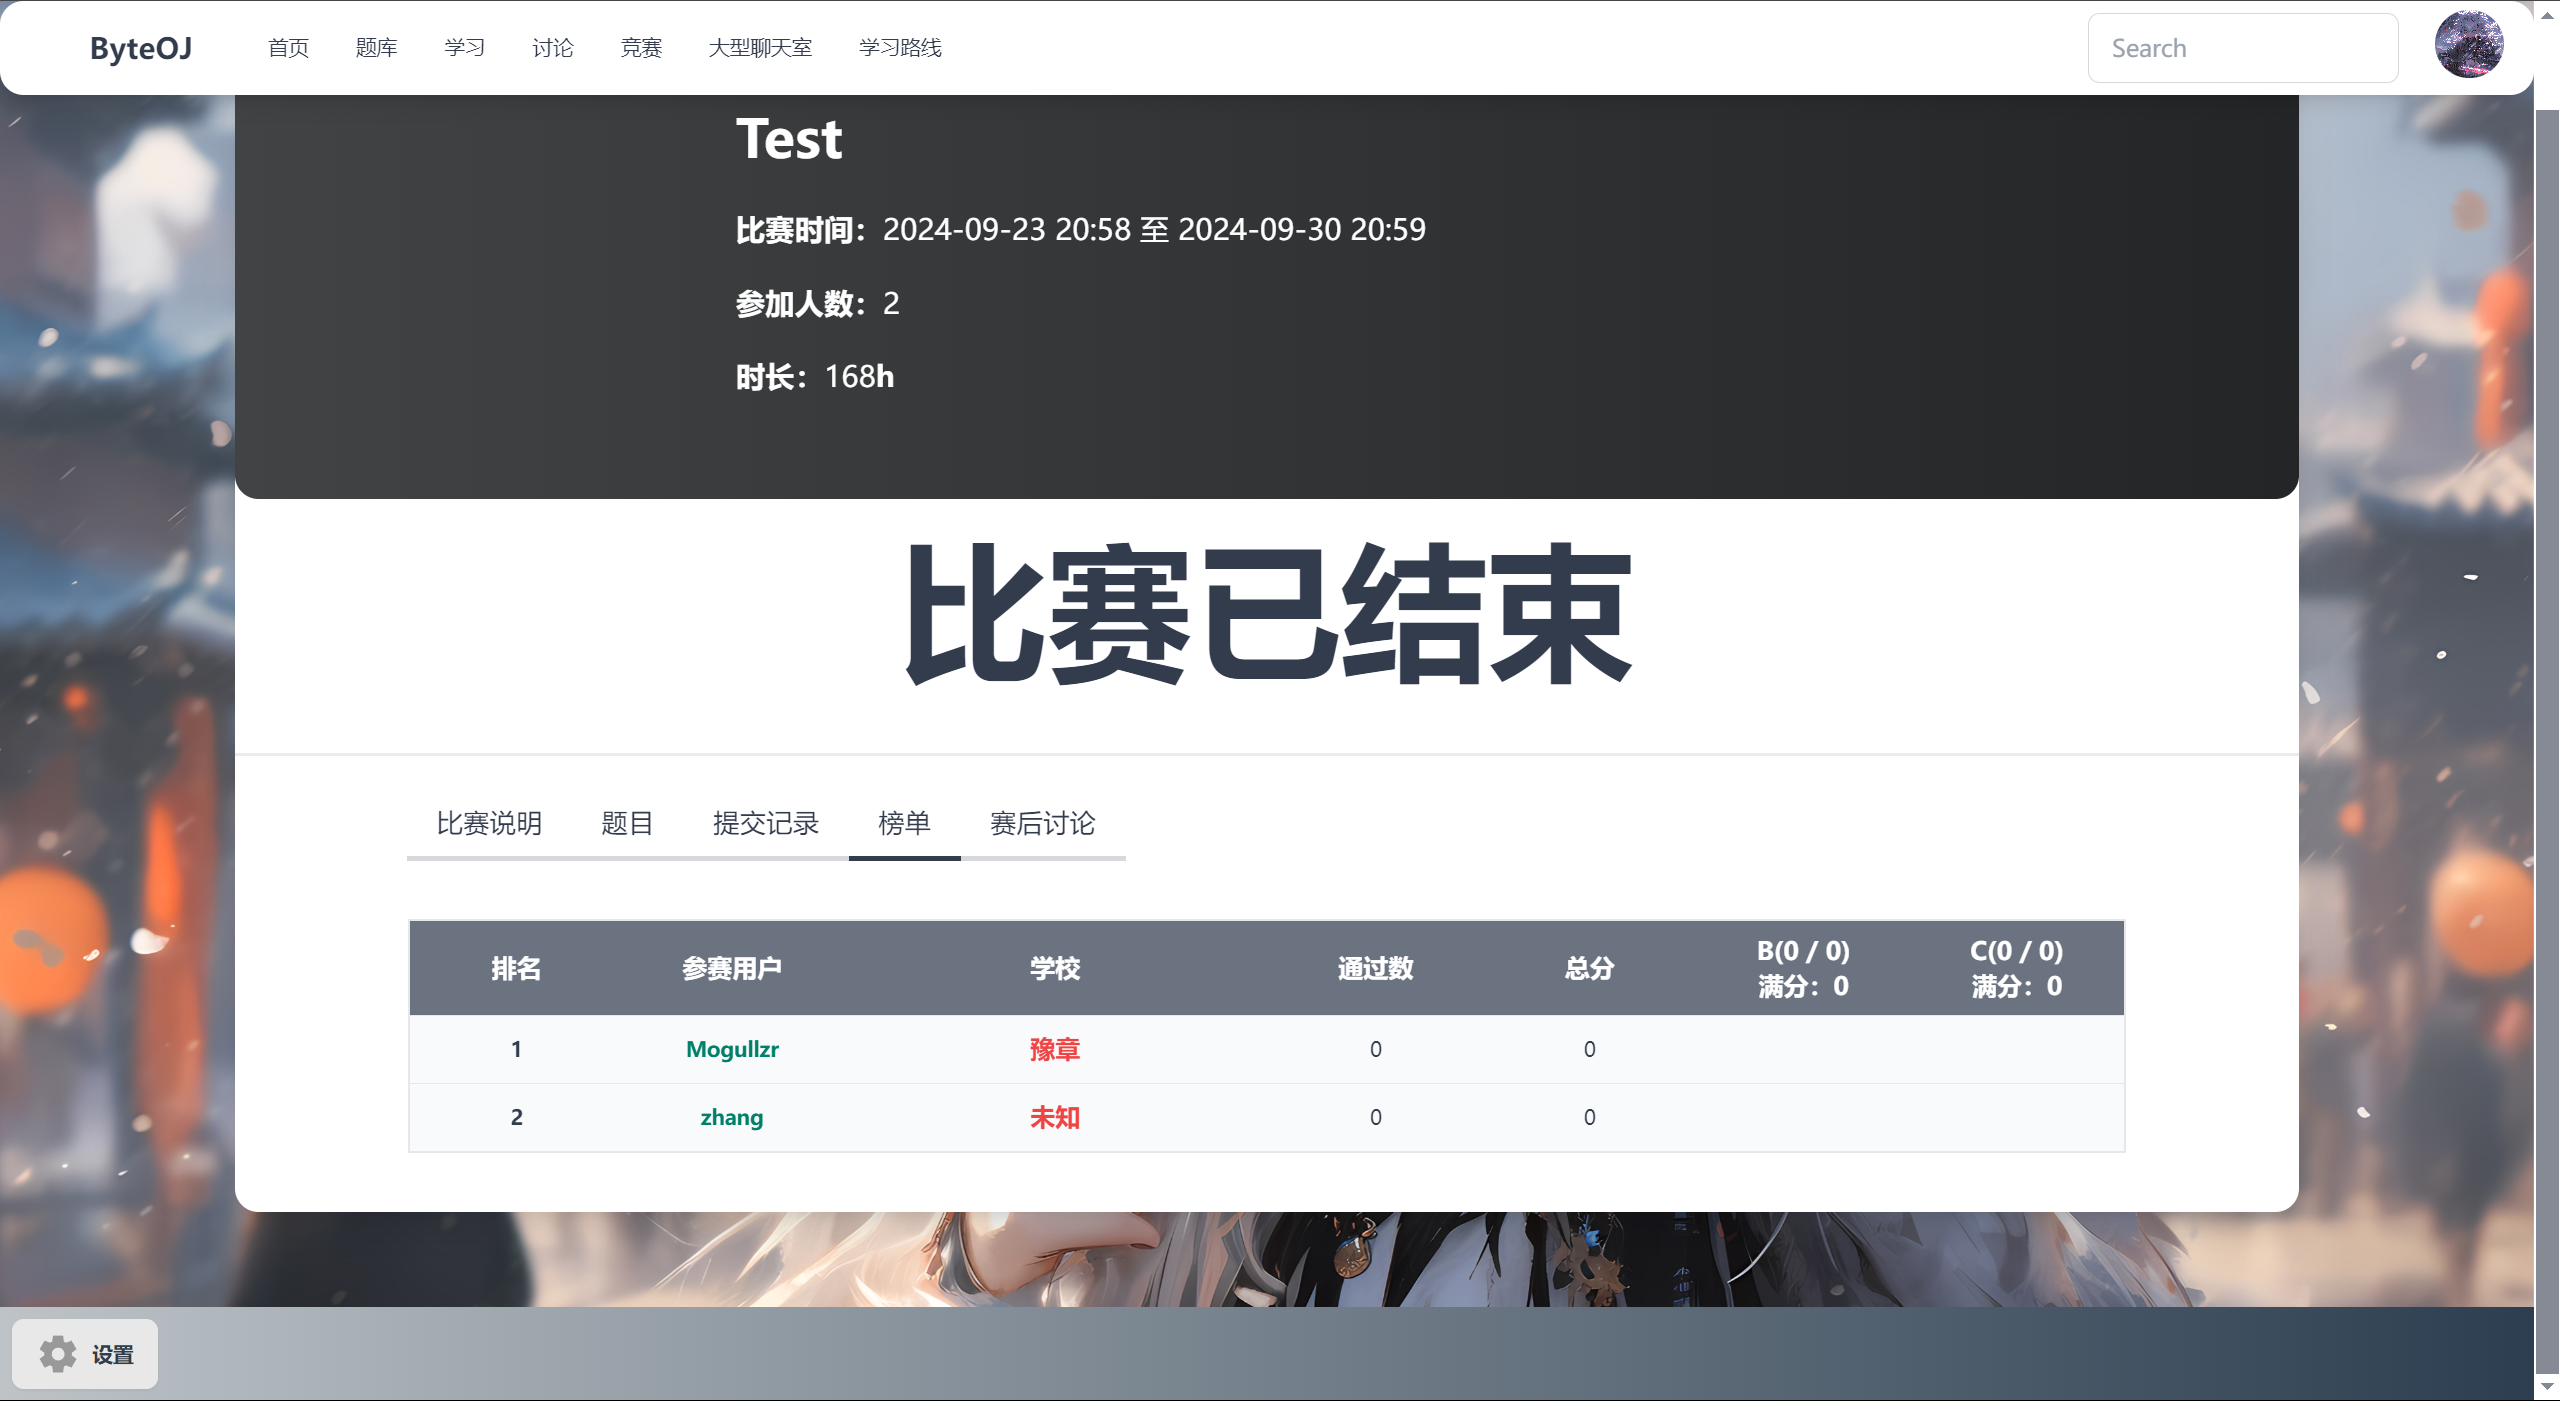 ByteOJ 首页 题库 学习 讨论 竞赛 大型聊天室 学习路线 Search
Test
比赛时间：2024-09-23 20:58 至 2024-09-30 20:59
参加人数：2
时长：168h
比赛已结束
比赛说明 题目 提交记录 榜单 赛后讨论
排名 参赛用户 学校 通过数 总分 B(0 / 0) 满分：0 C(0 / 0) 满分：0
1 Mogullzr 豫章 0 0
2 zhang 未知 0 0
设置